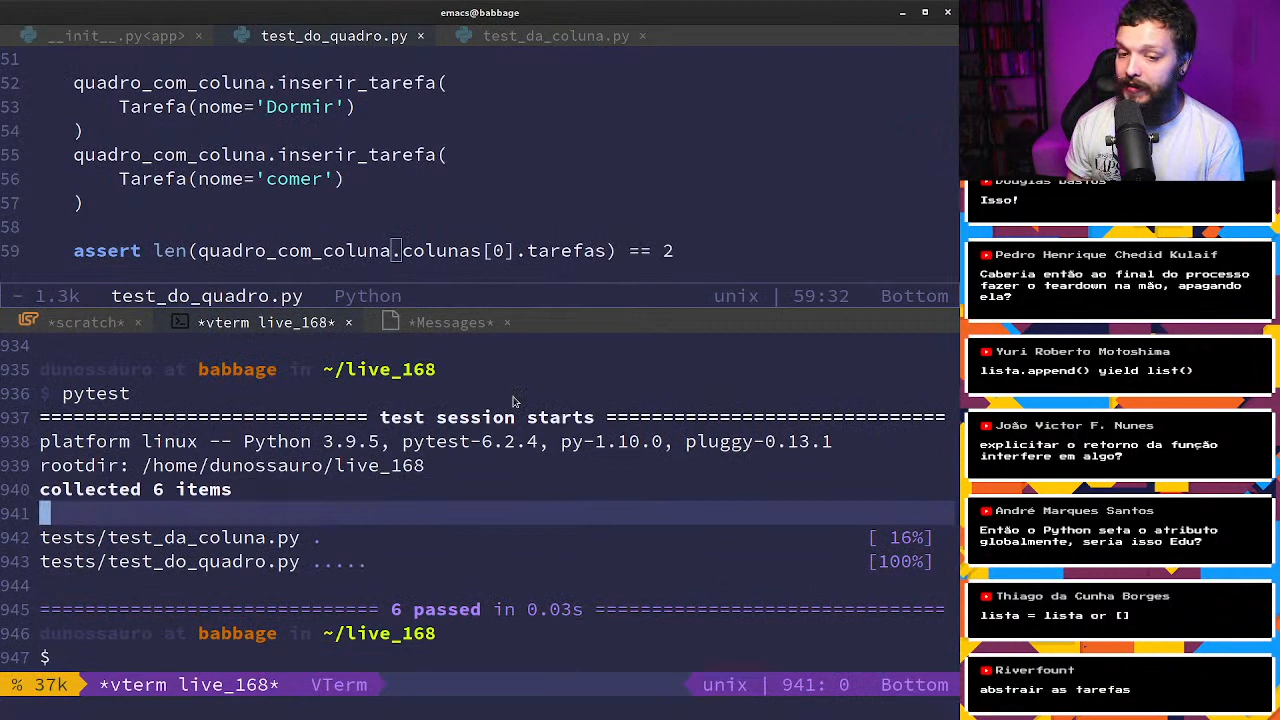 emacs@babbage
__init__.py<app> ×
test_do_quadro.py ×
test_da_coluna.py ×
51
52 quadro_com_coluna.inserir_tarefa(
53 Tarefa(nome='Dormir')
54 )
55 quadro_com_coluna.inserir_tarefa(
56 Tarefa(nome='comer')
57 )
58
59 assert len(quadro_com_coluna.colunas[0].tarefas) == 2
- 1.3k test_do_quadro.py Python unix | 59:32 Bottom
*scratch* × *vterm live_168* × *Messages* ×
934
935 dunossauro at babbage in ~/live_168
936 $ pytest
937 ============================= test session starts ==============================
938 platform linux -- Python 3.9.5, pytest-6.2.4, py-1.10.0, pluggy-0.13.1
939 rootdir: /home/dunossauro/live_168
940 collected 6 items
941
942 tests/test_da_coluna.py . [ 16%]
943 tests/test_do_quadro.py ..... [100%]
944
945 ============================== 6 passed in 0.03s ===============================
946 dunossauro at babbage in ~/live_168
947 $
% 37k *vterm live_168* VTerm unix | 941: 0 Bottom
Douglas Bastos
Isso!
Pedro Henrique Chedid Kulaif
Caberia então ao final do processo
fazer o teardown na mão, apagando
ela?
Yuri Roberto Motoshima
lista.append() yield list()
João Victor F. Nunes
explicitar o retorno da função
interfere em algo?
André Marques Santos
Então o Python seta o atributo
globalmente, seria isso Edu?
Thiago da Cunha Borges
lista = lista or []
Riverfount
abstrair as tarefas